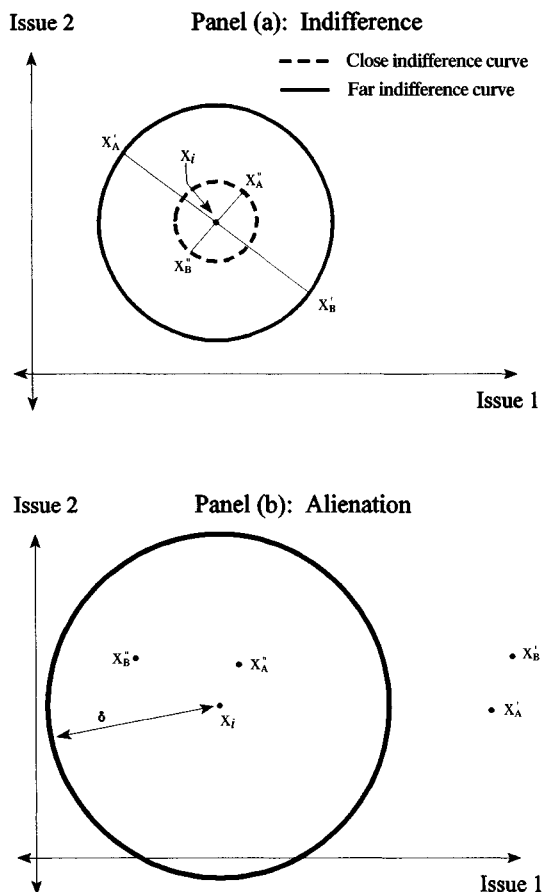 Issue 2
Panel (a): Indifference
Close indifference curve
Far indifference curve
X'A
Xi
X"A
X"B
X'B
Issue 1
Issue 2
Panel (b): Alienation
X"B
X"A
X'B
δ
Xi
X'A
Issue 1